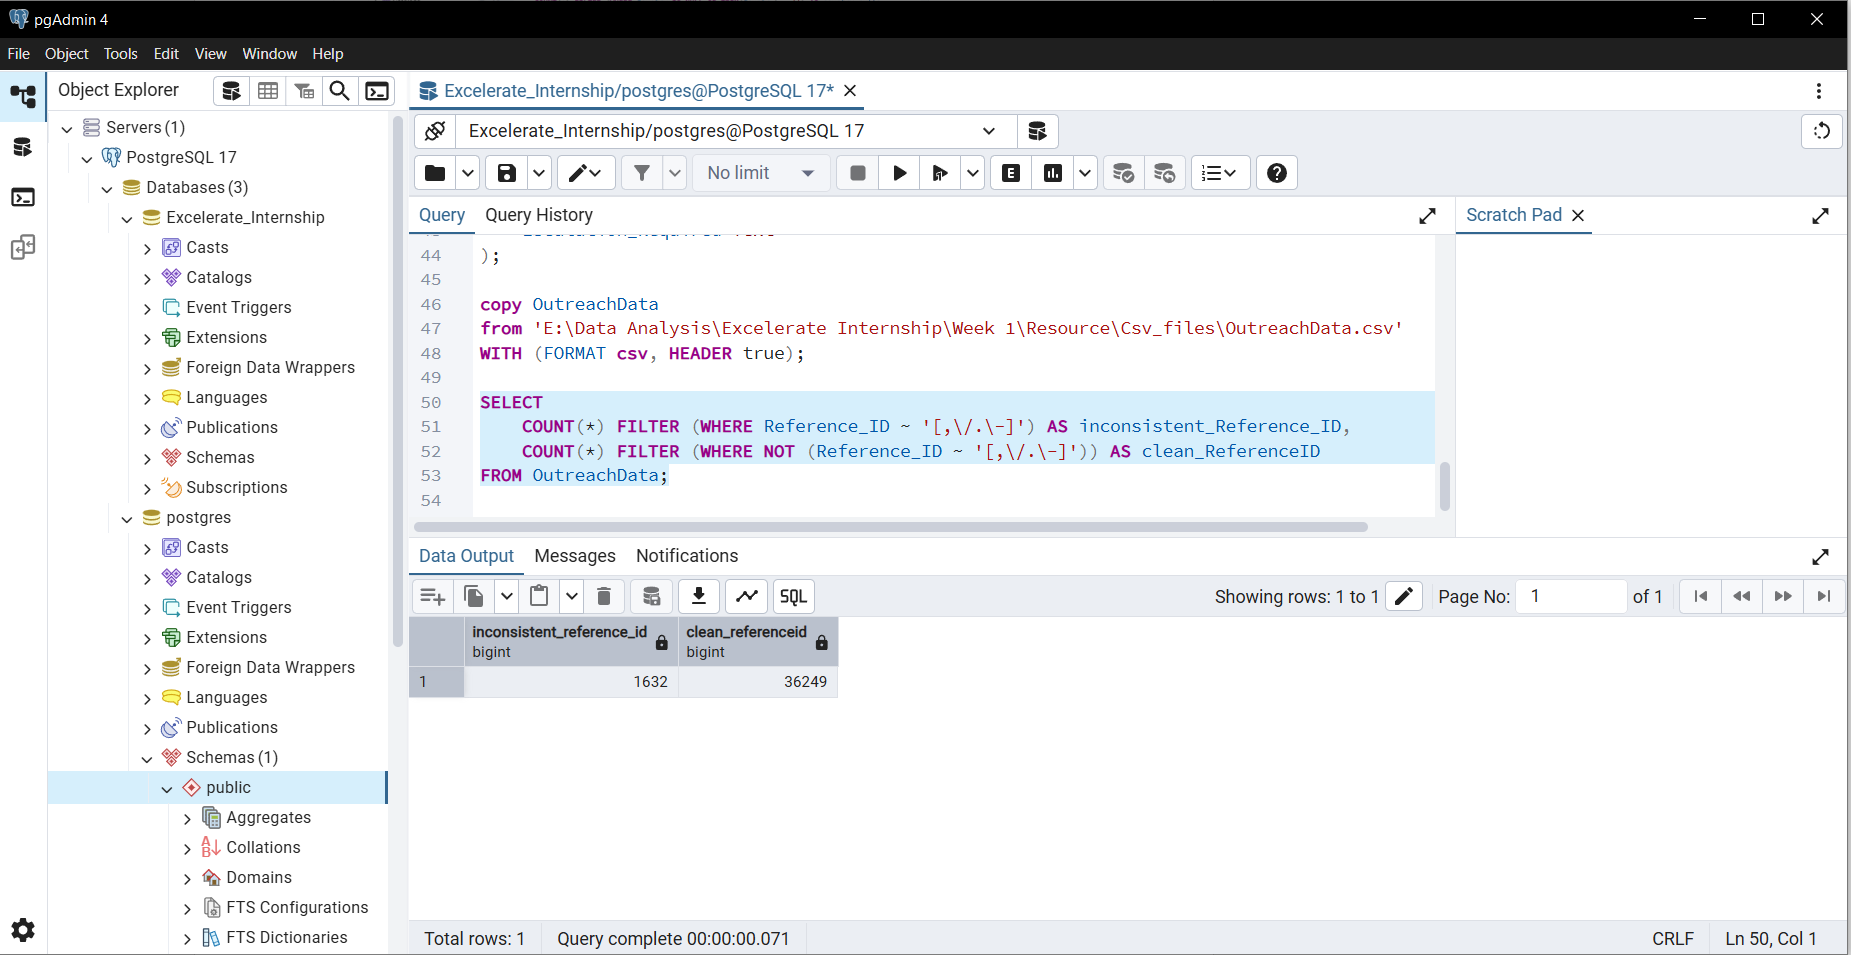 pgAdmin 4
File Object Tools Edit View Window Help
Object Explorer
Servers (1)
PostgreSQL 17
Databases (3)
Excelerate_Internship
Casts
Catalogs
Event Triggers
Extensions
Foreign Data Wrappers
Languages
Publications
Schemas
Subscriptions
postgres
Casts
Catalogs
Event Triggers
Extensions
Foreign Data Wrappers
Languages
Publications
Schemas (1)
public
Aggregates
Collations
Domains
FTS Configurations
FTS Dictionaries
Excelerate_Internship/postgres@PostgreSQL 17*
Excelerate_Internship/postgres@PostgreSQL 17
No limit
E
Query Query History
Scratch Pad
44 );
45
46 copy OutreachData
47 from 'E:\Data Analysis\Excelerate Internship\Week 1\Resource\Csv_files\OutreachData.csv'
48 WITH (FORMAT csv, HEADER true);
49
50 SELECT
51 COUNT(*) FILTER (WHERE Reference_ID ~ '[,\/.\-]') AS inconsistent_Reference_ID,
52 COUNT(*) FILTER (WHERE NOT (Reference_ID ~ '[,\/.\-]')) AS clean_ReferenceID
53 FROM OutreachData;
54
Data Output Messages Notifications
SQL
Showing rows: 1 to 1
Page No: 1 of 1
inconsistent_reference_id clean_referenceid
bigint bigint
1 1632 36249
Total rows: 1 Query complete 00:00:00.071 CRLF Ln 50, Col 1